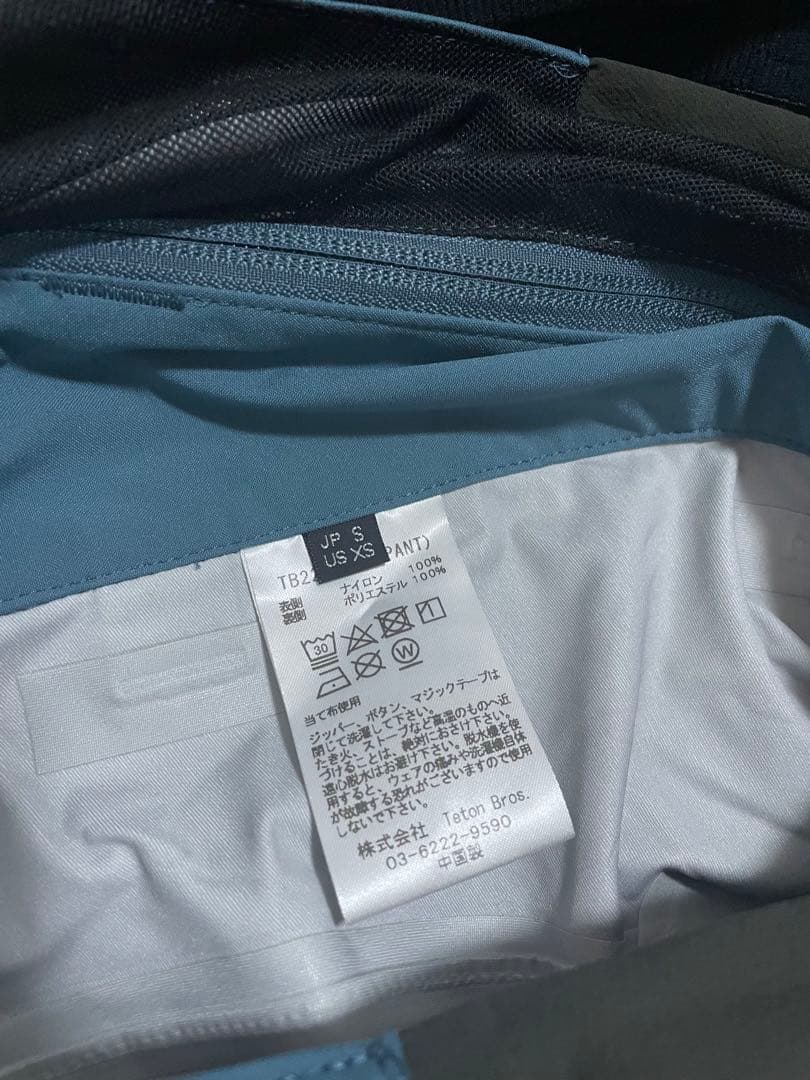 JP S
US XS
TB22 PANT)
表側 ナイロン 100%
裏側 ポリエステル 100%
30
W
当て布使用
ジッパー、ボタン、マジックテープは
閉じて洗濯して下さい。
たき火、ストーブなど高温のものへ近
づけることは、絶対におさけ下さい。
遠心脱水はお避け下さい。脱水機を使
用すると、ウェアの痛みや洗濯機自体
が故障する恐れがございますので使用
しないで下さい。
株式会社 Teton Bros.
03-6222-9590
中国製